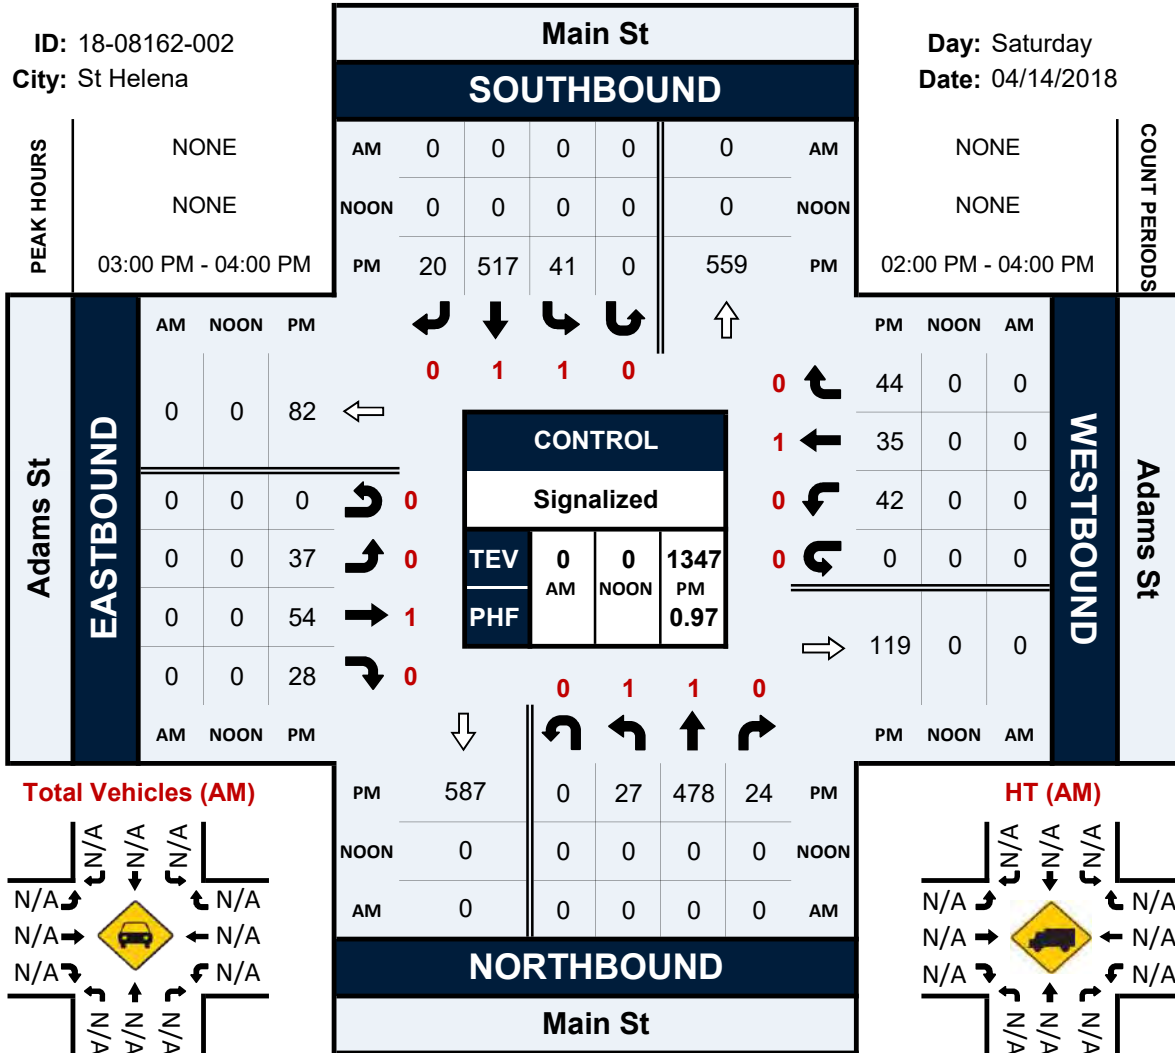 ID: 18-08162-002
City: St Helena
Main St
SOUTHBOUND
Day: Saturday
Date: 04/14/2018
PEAK HOURS
NONE
NONE
03:00 PM - 04:00 PM
AM 0 0 0 0 0 AM
NOON 0 0 0 0 0 NOON
PM 20 517 41 0 559 PM
NONE
NONE
02:00 PM - 04:00 PM
COUNT PERIODS
0 1 1 0
Adams St
EASTBOUND
AM NOON PM
0 0 82
0 0 0 0
0 0 37 0
0 0 54 1
0 0 28 0
AM NOON PM
CONTROL
Signalized
TEV 0 0 1347
AM NOON PM
PHF 0.97
PM NOON AM
0 44 0 0
1 35 0 0
0 42 0 0
0 0 0 0
119 0 0
PM NOON AM
WESTBOUND
Adams St
0 1 1 0
PM 587 0 27 478 24 PM
NOON 0 0 0 0 0 NOON
AM 0 0 0 0 0 AM
NORTHBOUND
Main St
Total Vehicles (AM)
N/A N/A N/A
N/A N/A
N/A N/A
N/A N/A
N/A N/A N/A
HT (AM)
N/A N/A N/A
N/A N/A
N/A N/A
N/A N/A
N/A N/A N/A